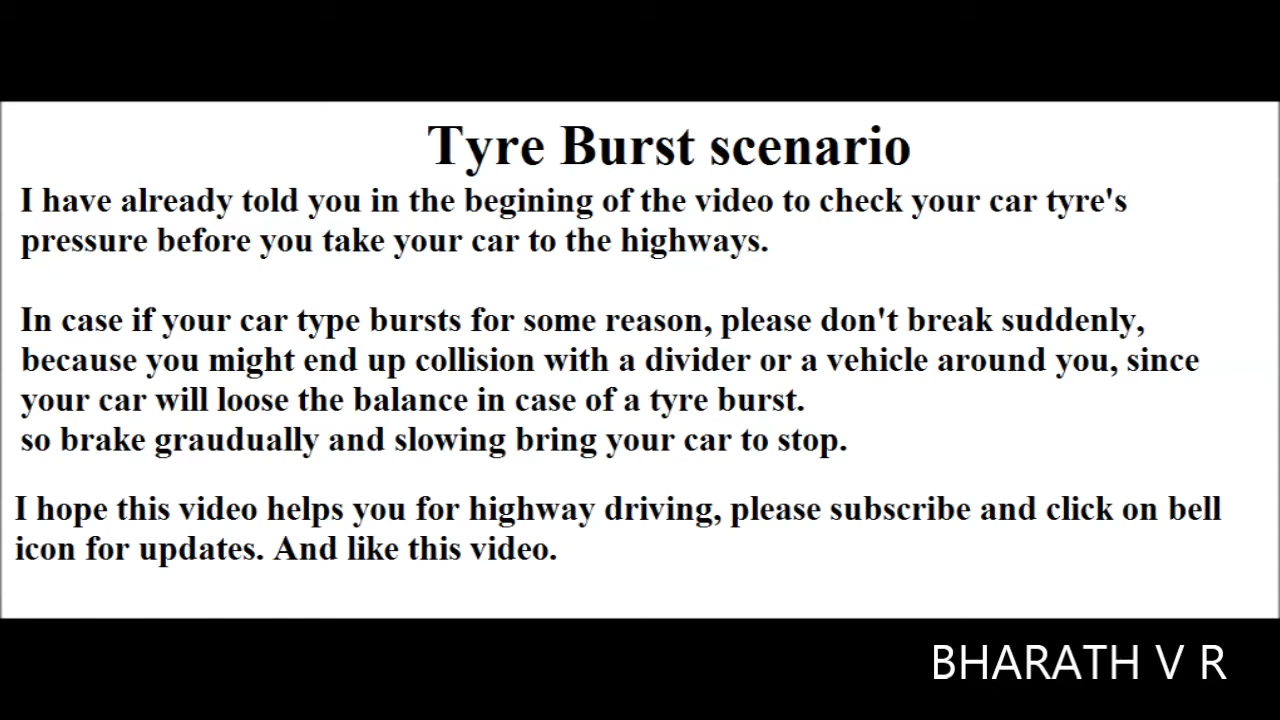 Tyre Burst scenario
I have already told you in the begining of the video to check your car tyre's
pressure before you take your car to the highways.
In case if your car type bursts for some reason, please don't break suddenly,
because you might end up collision with a divider or a vehicle around you, since
your car will loose the balance in case of a tyre burst.
so brake graudually and slowing bring your car to stop.
I hope this video helps you for highway driving, please subscribe and click on bell
icon for updates. And like this video.
BHARATH V R